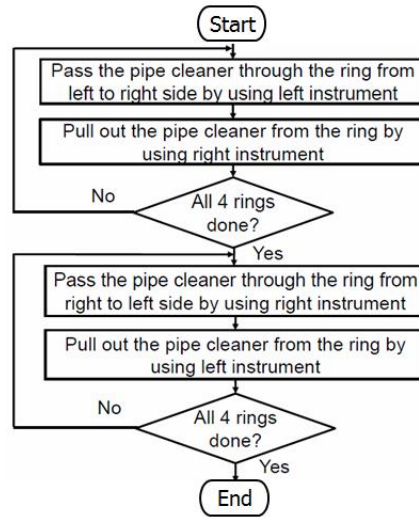 Start
Pass the pipe cleaner through the ring from
left to right side by using left instrument
Pull out the pipe cleaner from the ring by
using right instrument
No
All 4 rings
done?
Yes
Pass the pipe cleaner through the ring from
right to left side by using right instrument
Pull out the pipe cleaner from the ring by
using left instrument
No
All 4 rings
done?
Yes
End